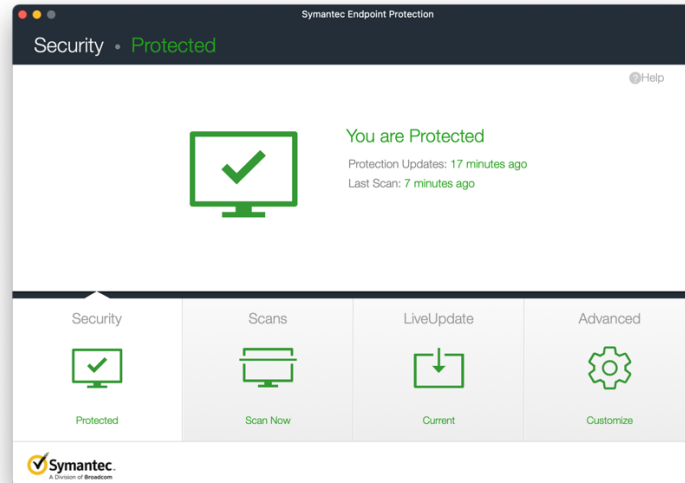 Symantec Endpoint Protection
Security • Protected
?Help
You are Protected
Protection Updates: 17 minutes ago
Last Scan: 7 minutes ago
Security
Scans
LiveUpdate
Advanced
Protected
Scan Now
Current
Customize
Symantec.
A Division of Broadcom